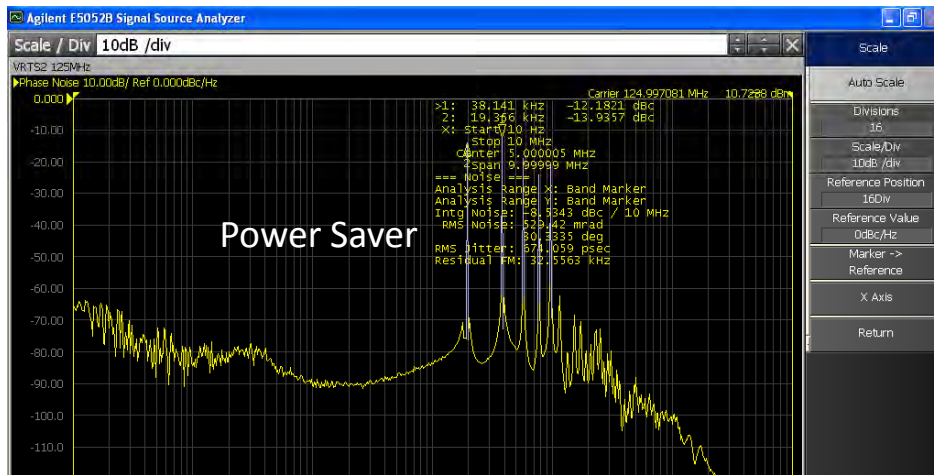 Agilent E5052B Signal Source Analyzer
Scale / Div 10dB /div
VRTS2 125MHz
Phase Noise 10.00dB/ Ref 0.000dBc/Hz
Carrier 124.997081 MHz 10.7288 dBm
>1: 38.141 kHz -12.1821 dBc
2: 19.356 kHz -13.9357 dBc
X: Start 10 Hz
Stop 10 MHz
Center 5.000005 MHz
Span 9.99999 MHz
=== Noise ===
Analysis Range X: Band Marker
Analysis Range Y: Band Marker
Intg Noise: -8.5343 dBc / 10 MHz
RMS Noise: 529.42 mrad
30.3335 deg
RMS Jitter: 674.059 psec
Residual FM: 32.5563 kHz
Power Saver
0.000
-10.00
-20.00
-30.00
-40.00
-50.00
-60.00
-70.00
-80.00
-90.00
-100.0
-110.0
2
Scale
Auto Scale
Divisions
16
Scale/Div
10dB /div
Reference Position
16Div
Reference Value
0dBc/Hz
Marker ->
Reference
X Axis
Return